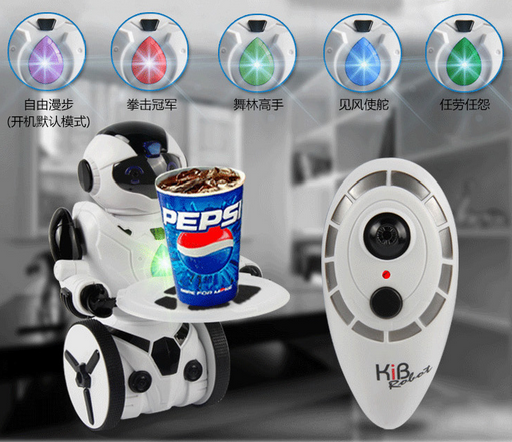 自由漫步
(开机默认模式)
拳击冠军
舞林高手
见风使舵
任劳任怨
PEPSI
KiB
Robot